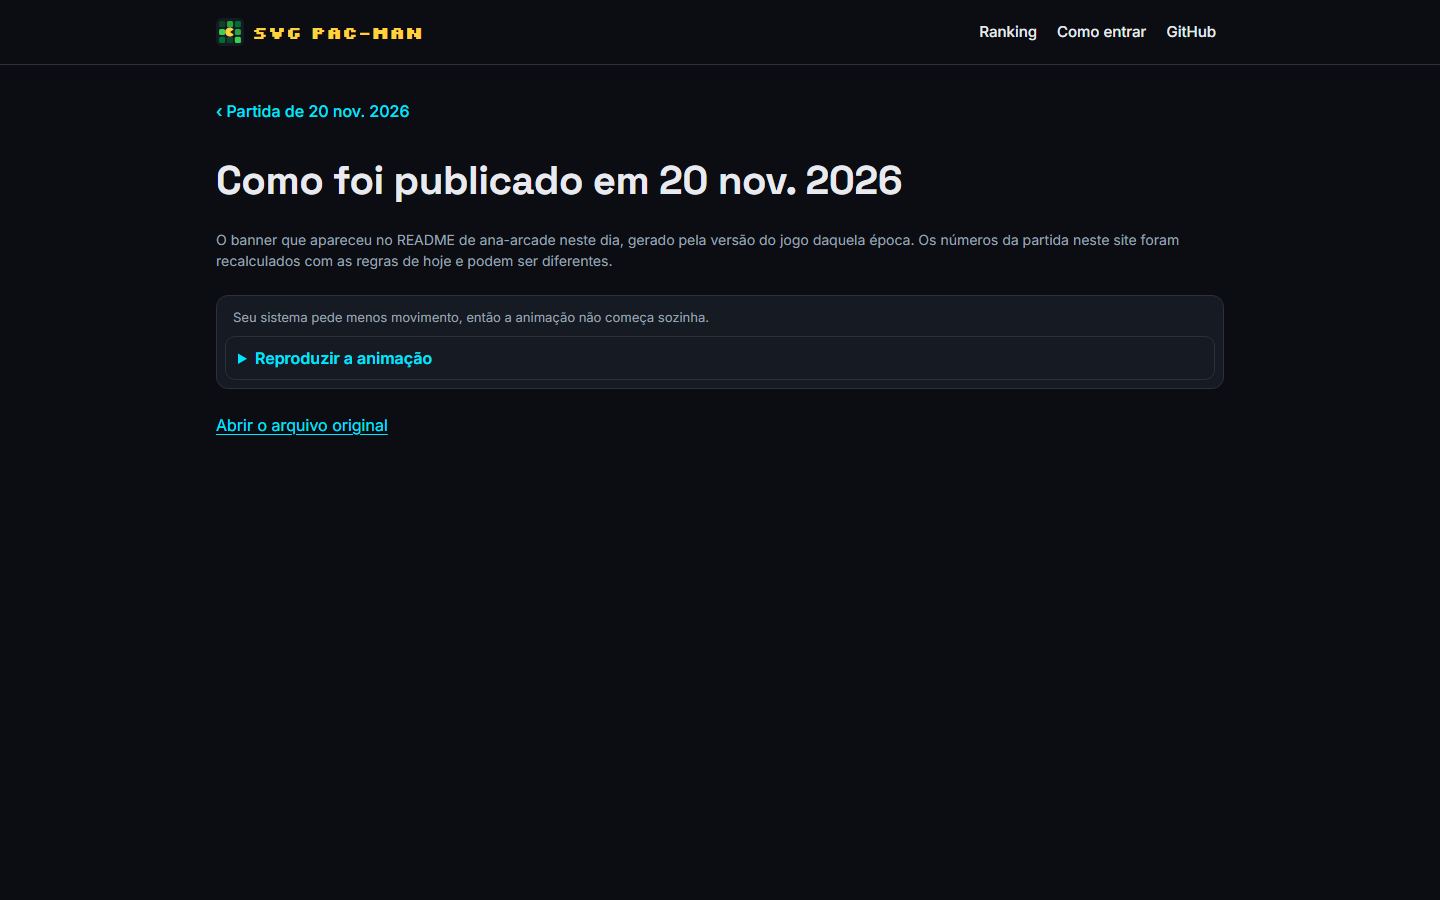 SVG PAC-MAN
Ranking
Como entrar
GitHub
‹ Partida de 20 nov. 2026
Como foi publicado em 20 nov. 2026
O banner que apareceu no README de ana-arcade neste dia, gerado pela versão do jogo daquela época. Os números da partida neste site foram
recalculados com as regras de hoje e podem ser diferentes.
Seu sistema pede menos movimento, então a animação não começa sozinha.
Reproduzir a animação
Abrir o arquivo original